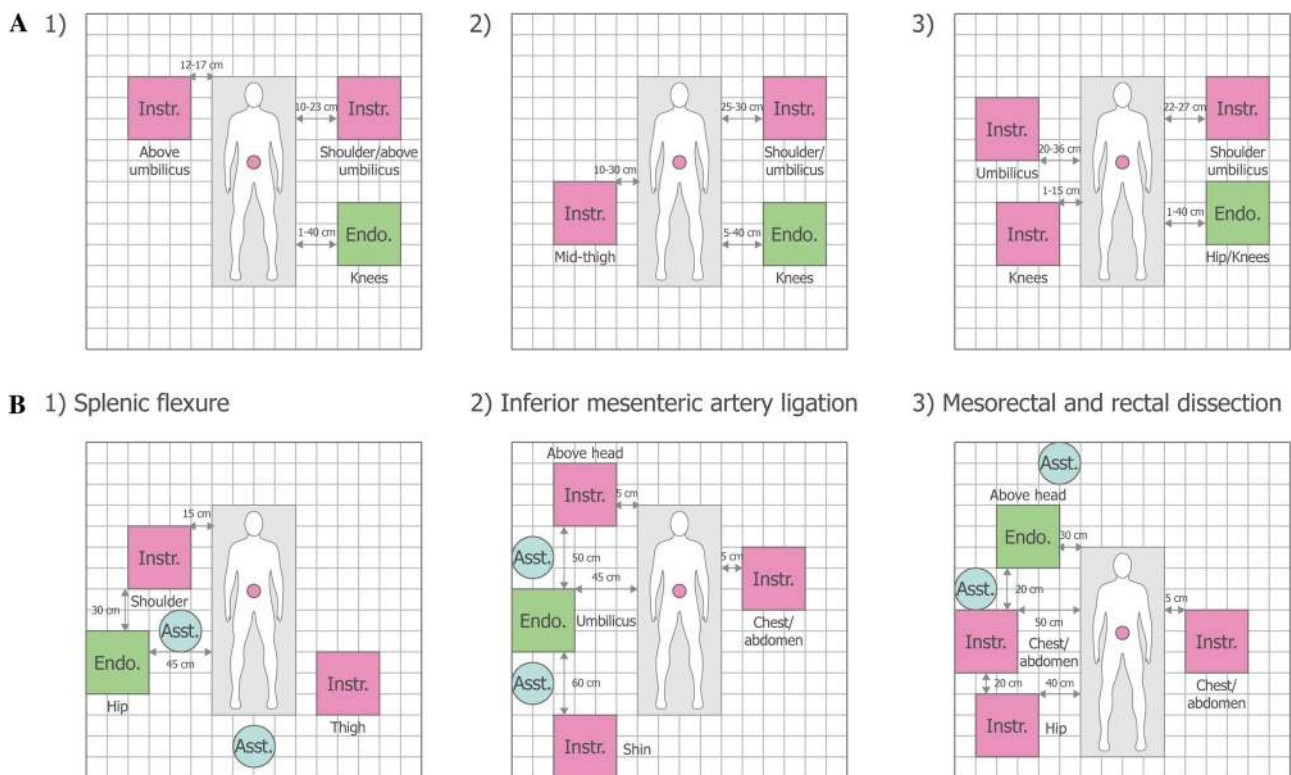 A 1)
12-17 cm
Instr.
Above
umbilicus
10-23 cm
Instr.
Shoulder/above
umbilicus
1-40 cm
Endo.
Knees
2)
25-30 cm
Instr.
Shoulder/
umbilicus
10-30 cm
Instr.
Mid-thigh
5-40 cm
Endo.
Knees
3)
Instr.
20-36 cm
Umbilicus
22-27 cm
Instr.
Shoulder
umbilicus
1-15 cm
Instr.
Knees
1-40 cm
Endo.
Hip/Knees
B 1) Splenic flexure
15 cm
Instr.
Shoulder
30 cm
Asst.
Endo.
45 cm
Hip
Instr.
Thigh
Asst.
2) Inferior mesenteric artery ligation
Above head
Instr.
5 cm
Asst.
50 cm
45 cm
Endo.
Umbilicus
5 cm
Instr.
Chest/
abdomen
Asst.
60 cm
Instr.
Shin
3) Mesorectal and rectal dissection
Asst.
Above head
Endo.
30 cm
Asst.
20 cm
50 cm
Instr.
Chest/
abdomen
5 cm
Instr.
Chest/
abdomen
20 cm
40 cm
Instr.
Hip